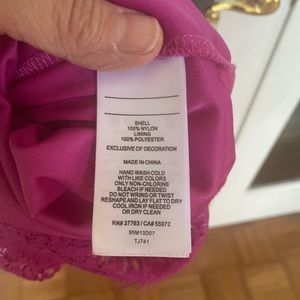 SHELL
100% NYLON
LINING
100% POLYESTER
EXCLUSIVE OF DECORATION
MADE IN CHINA
HAND WASH COLD
WITH LIKE COLORS
ONLY NON-CHLORINE
BLEACH IF NEEDED
DO NOT WRING OR TWIST
RESHAPE AND LAY FLAT TO DRY
COOL IRON IF NEEDED
OR DRY CLEAN
RN# 37763 / CA# 55972
95M13D07
TJ741